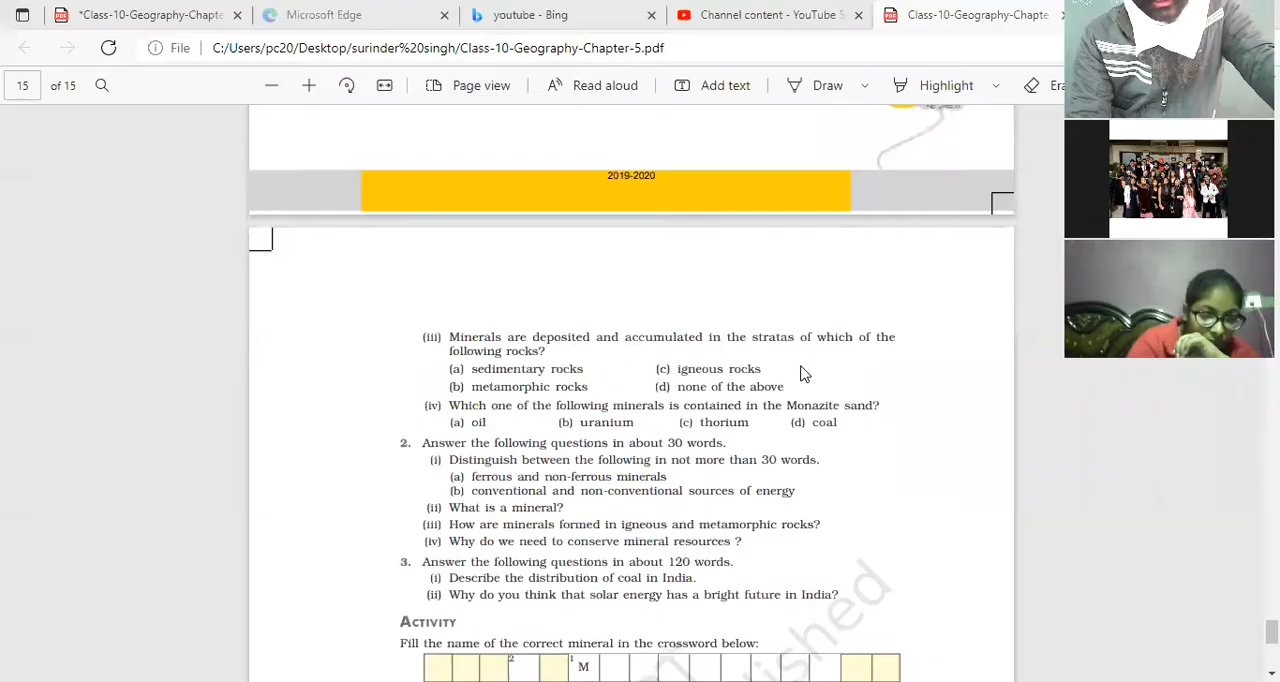 *Class-10-Geography-Chapte
Microsoft Edge
youtube - Bing
Channel content - YouTube S
Class-10-Geography-Chapte
File
C:/Users/pc20/Desktop/surinder%20singh/Class-10-Geography-Chapter-5.pdf
15 of 15
Page view
Read aloud
Add text
Draw
Highlight
Era
2019-2020
(iii) Minerals are deposited and accumulated in the stratas of which of the
following rocks?
(a) sedimentary rocks (c) igneous rocks
(b) metamorphic rocks (d) none of the above
(iv) Which one of the following minerals is contained in the Monazite sand?
(a) oil (b) uranium (c) thorium (d) coal
2. Answer the following questions in about 30 words.
(i) Distinguish between the following in not more than 30 words.
(a) ferrous and non-ferrous minerals
(b) conventional and non-conventional sources of energy
(ii) What is a mineral?
(iii) How are minerals formed in igneous and metamorphic rocks?
(iv) Why do we need to conserve mineral resources ?
3. Answer the following questions in about 120 words.
(i) Describe the distribution of coal in India.
(ii) Why do you think that solar energy has a bright future in India?
ACTIVITY
Fill the name of the correct mineral in the crossword below:
2 1 M
shed